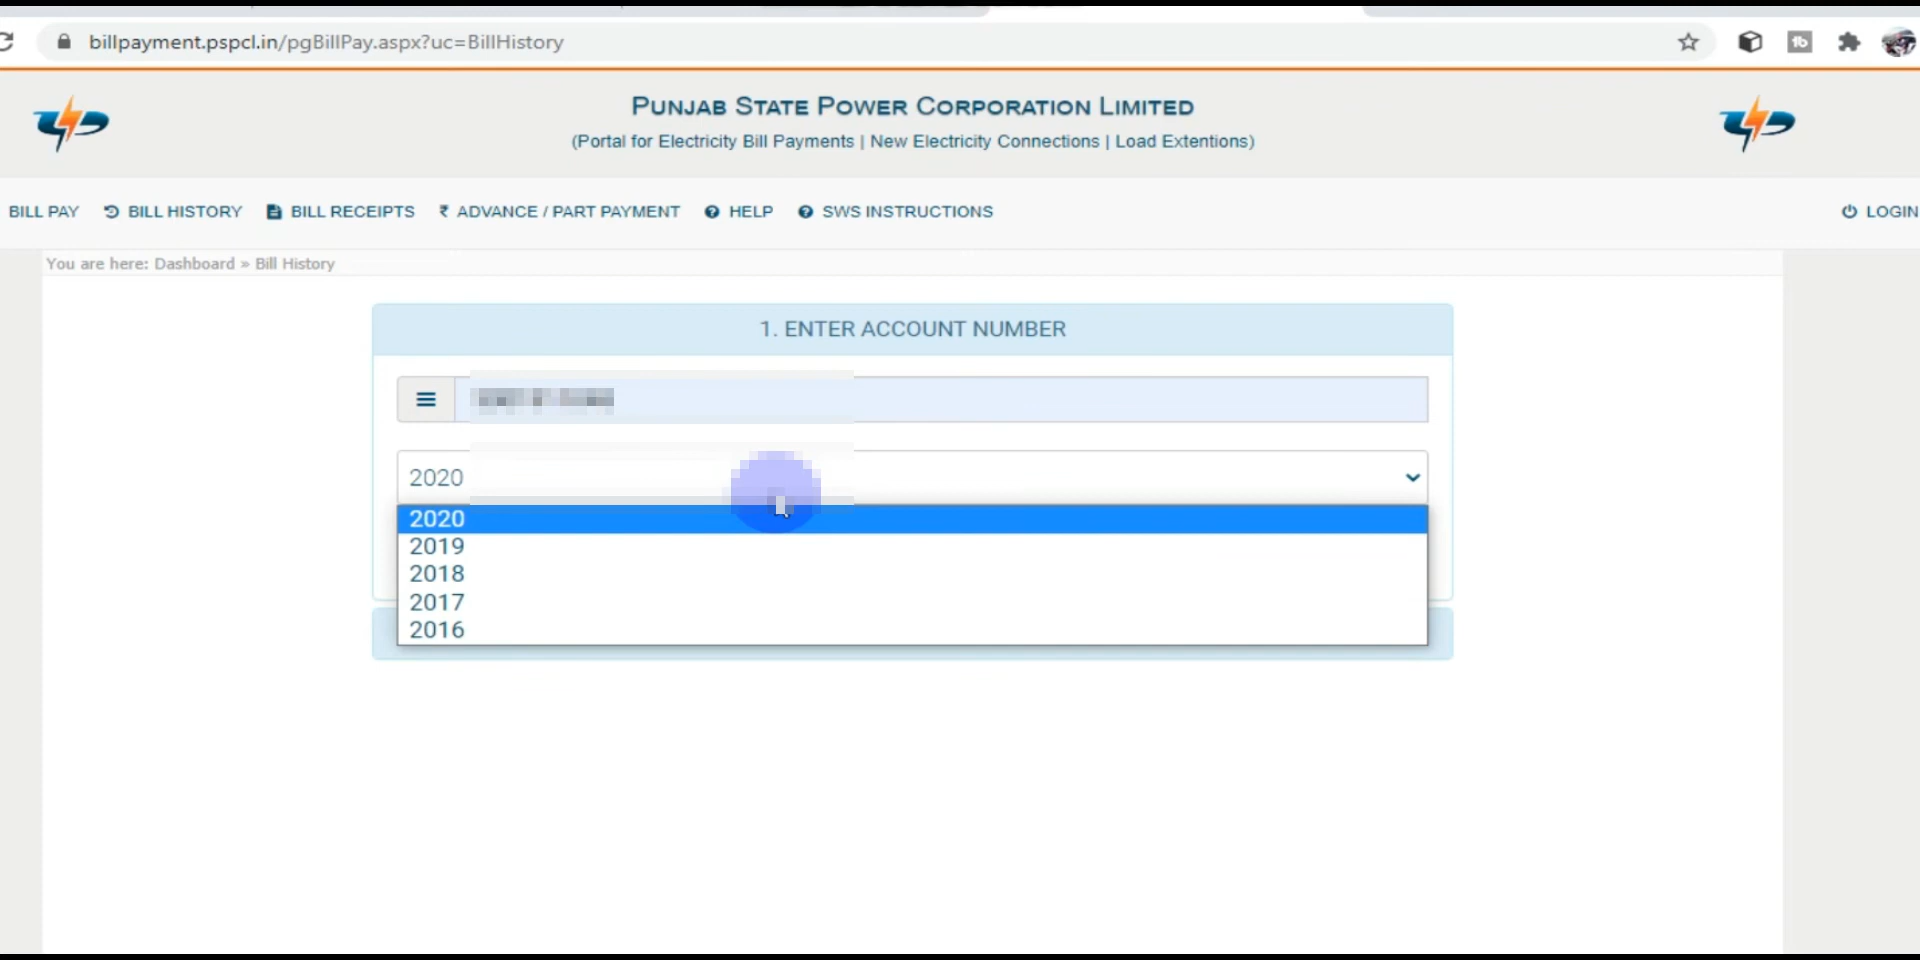 billpayment.pspcl.in/pgBillPay.aspx?uc=BillHistory
PUNJAB STATE POWER CORPORATION LIMITED
(Portal for Electricity Bill Payments | New Electricity Connections | Load Extentions)
BILL PAY BILL HISTORY BILL RECEIPTS ₹ ADVANCE / PART PAYMENT HELP SWS INSTRUCTIONS LOGIN
You are here: Dashboard » Bill History
1. ENTER ACCOUNT NUMBER
2020
2020
2019
2018
2017
2016